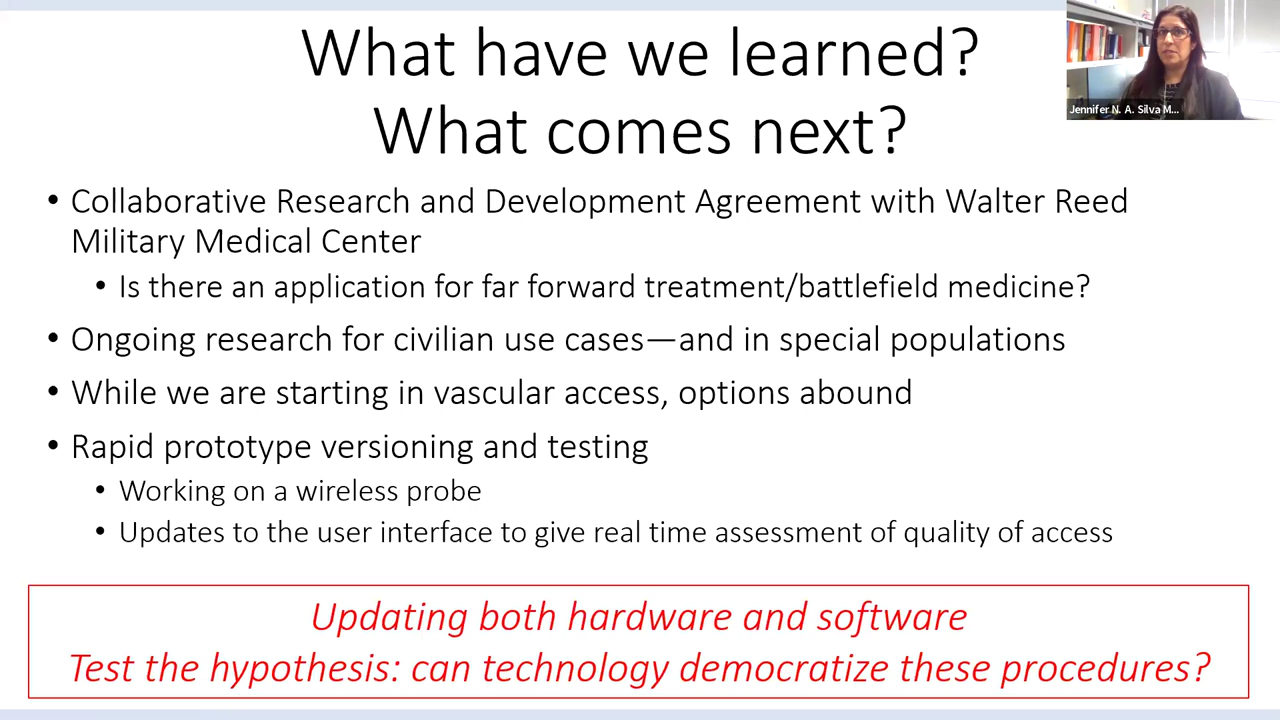 What have we learned?
What comes next?
Jennifer N. A. Silva M...
• Collaborative Research and Development Agreement with Walter Reed
Military Medical Center
• Is there an application for far forward treatment/battlefield medicine?
• Ongoing research for civilian use cases—and in special populations
• While we are starting in vascular access, options abound
• Rapid prototype versioning and testing
• Working on a wireless probe
• Updates to the user interface to give real time assessment of quality of access
Updating both hardware and software
Test the hypothesis: can technology democratize these procedures?